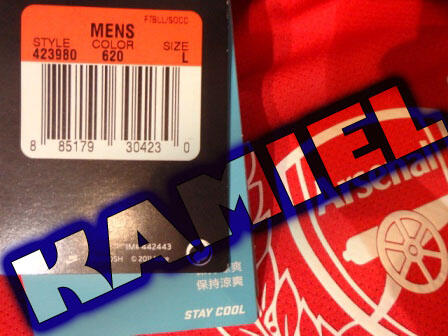 FTBLL/SOCC
MENS
STYLE COLOR SIZE
423980 620 L
8 85179 30423 0
KAMIEL
Arsenal
保持涼爽
STAY COOL